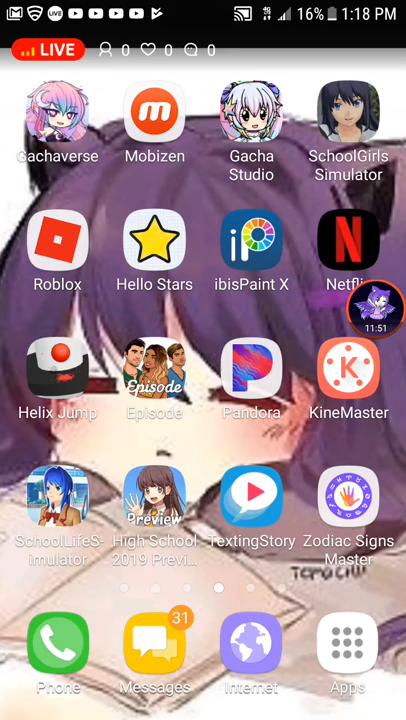 LIVE 16% 1:18 PM
LIVE 0 0 0
Gachaverse Mobizen Gacha Studio SchoolGirls Simulator
Roblox Hello Stars ibisPaint X Netfli
11:51
Helix Jump Episode Pandora KineMaster
Episode
Preview
SchoolLifeS-imulator High School 2019 Previ... TextingStory Zodiac Signs Master
31
Phone Messages Internet Apps